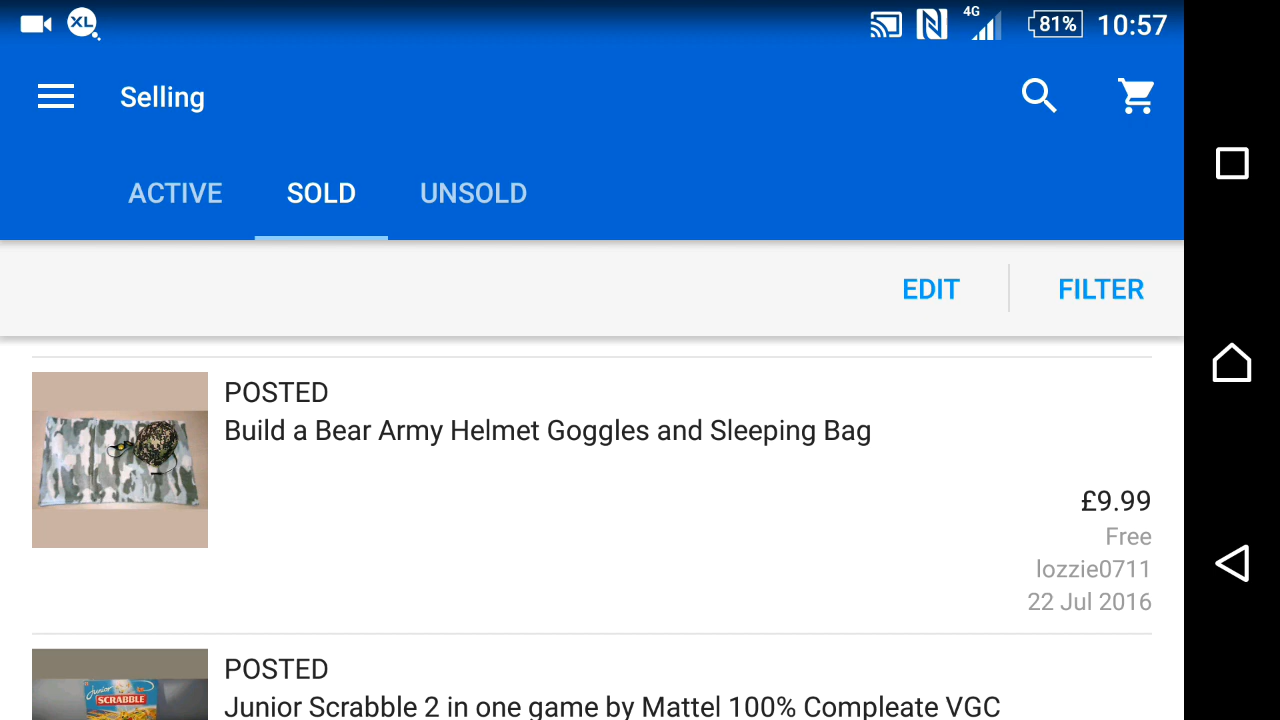 XL 4G 81% 10:57
Selling
ACTIVE SOLD UNSOLD
EDIT FILTER
POSTED
Build a Bear Army Helmet Goggles and Sleeping Bag
£9.99
Free
lozzie0711
22 Jul 2016
Junior
SCRABBLE
POSTED
Junior Scrabble 2 in one game by Mattel 100% Compleate VGC